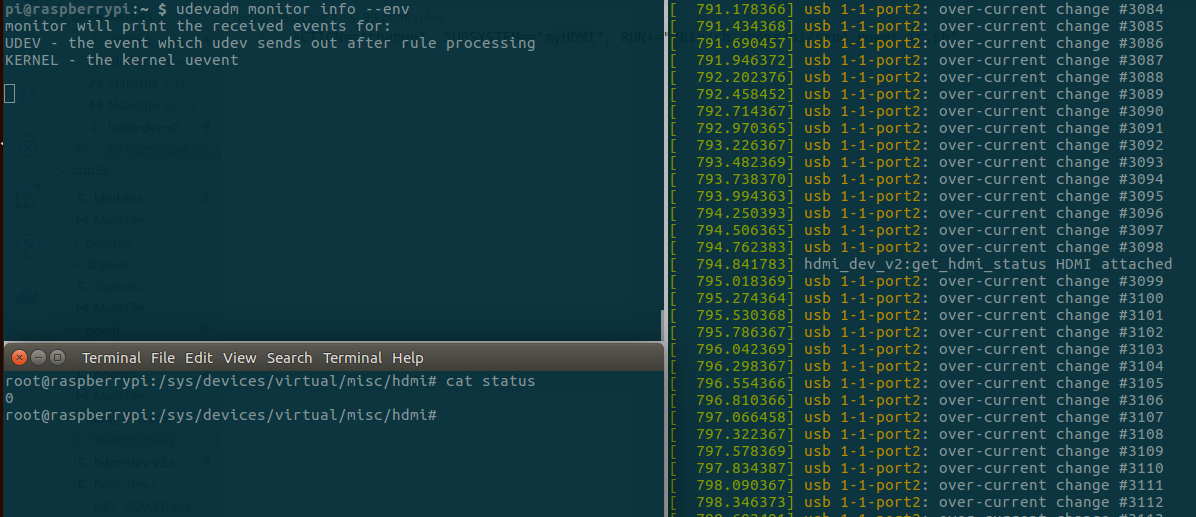 pi@raspberrypi:~ $ udevadm monitor info --env
monitor will print the received events for:
UDEV - the event which udev sends out after rule processing
KERNEL - the kernel uevent
Terminal File Edit View Search Terminal Help
root@raspberrypi:/sys/devices/virtual/misc/hdmi# cat status
0
root@raspberrypi:/sys/devices/virtual/misc/hdmi#
[ 791.178366] usb 1-1-port2: over-current change #3084
[ 791.434368] usb 1-1-port2: over-current change #3085
[ 791.690457] usb 1-1-port2: over-current change #3086
[ 791.946372] usb 1-1-port2: over-current change #3087
[ 792.202376] usb 1-1-port2: over-current change #3088
[ 792.458452] usb 1-1-port2: over-current change #3089
[ 792.714367] usb 1-1-port2: over-current change #3090
[ 792.970365] usb 1-1-port2: over-current change #3091
[ 793.226367] usb 1-1-port2: over-current change #3092
[ 793.482369] usb 1-1-port2: over-current change #3093
[ 793.738370] usb 1-1-port2: over-current change #3094
[ 793.994363] usb 1-1-port2: over-current change #3095
[ 794.250393] usb 1-1-port2: over-current change #3096
[ 794.506365] usb 1-1-port2: over-current change #3097
[ 794.762383] usb 1-1-port2: over-current change #3098
[ 794.841783] hdmi_dev_v2:get_hdmi_status HDMI attached
[ 795.018369] usb 1-1-port2: over-current change #3099
[ 795.274364] usb 1-1-port2: over-current change #3100
[ 795.530368] usb 1-1-port2: over-current change #3101
[ 795.786367] usb 1-1-port2: over-current change #3102
[ 796.042369] usb 1-1-port2: over-current change #3103
[ 796.298367] usb 1-1-port2: over-current change #3104
[ 796.554366] usb 1-1-port2: over-current change #3105
[ 796.810366] usb 1-1-port2: over-current change #3106
[ 797.066458] usb 1-1-port2: over-current change #3107
[ 797.322367] usb 1-1-port2: over-current change #3108
[ 797.578369] usb 1-1-port2: over-current change #3109
[ 797.834387] usb 1-1-port2: over-current change #3110
[ 798.090367] usb 1-1-port2: over-current change #3111
[ 798.346373] usb 1-1-port2: over-current change #3112